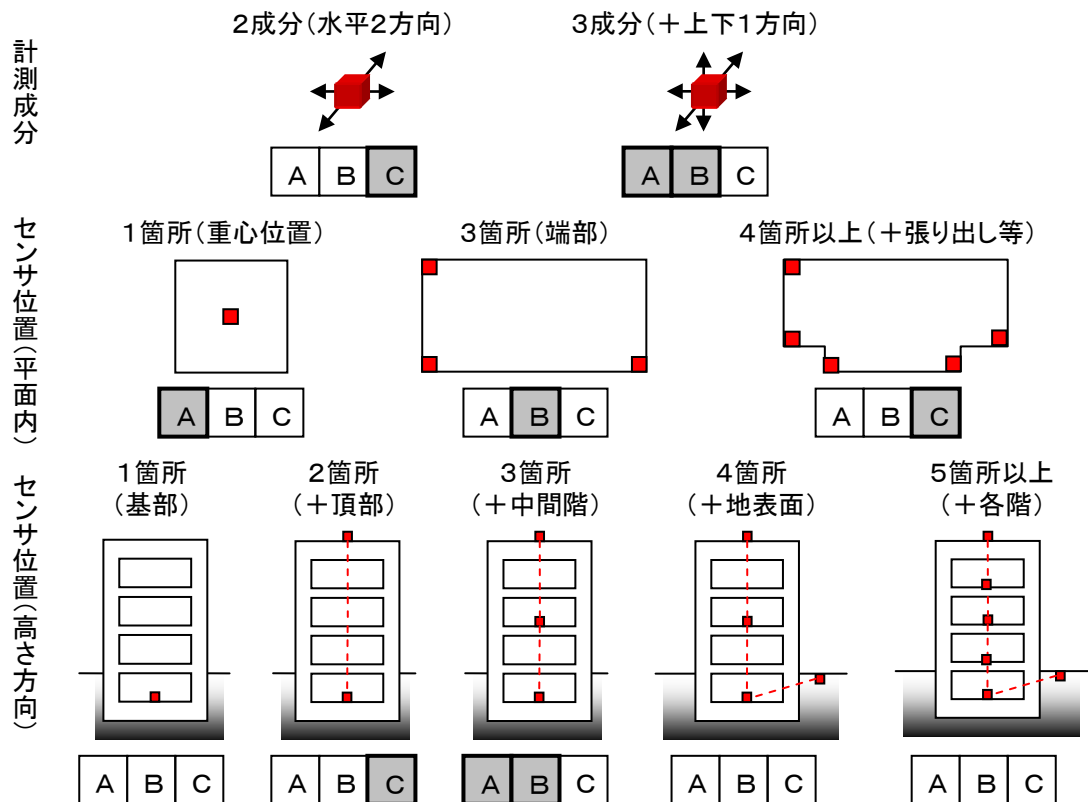 計測成分
2成分(水平2方向)
3成分(+上下1方向)
A B C
A B C
センサ位置(平面内)
1箇所(重心位置)
3箇所(端部)
4箇所以上(+張り出し等)
A B C
A B C
A B C
センサ位置(高さ方向)
1箇所
(基部)
2箇所
(+頂部)
3箇所
(+中間階)
4箇所
(+地表面)
5箇所以上
(+各階)
A B C
A B C
A B C
A B C
A B C